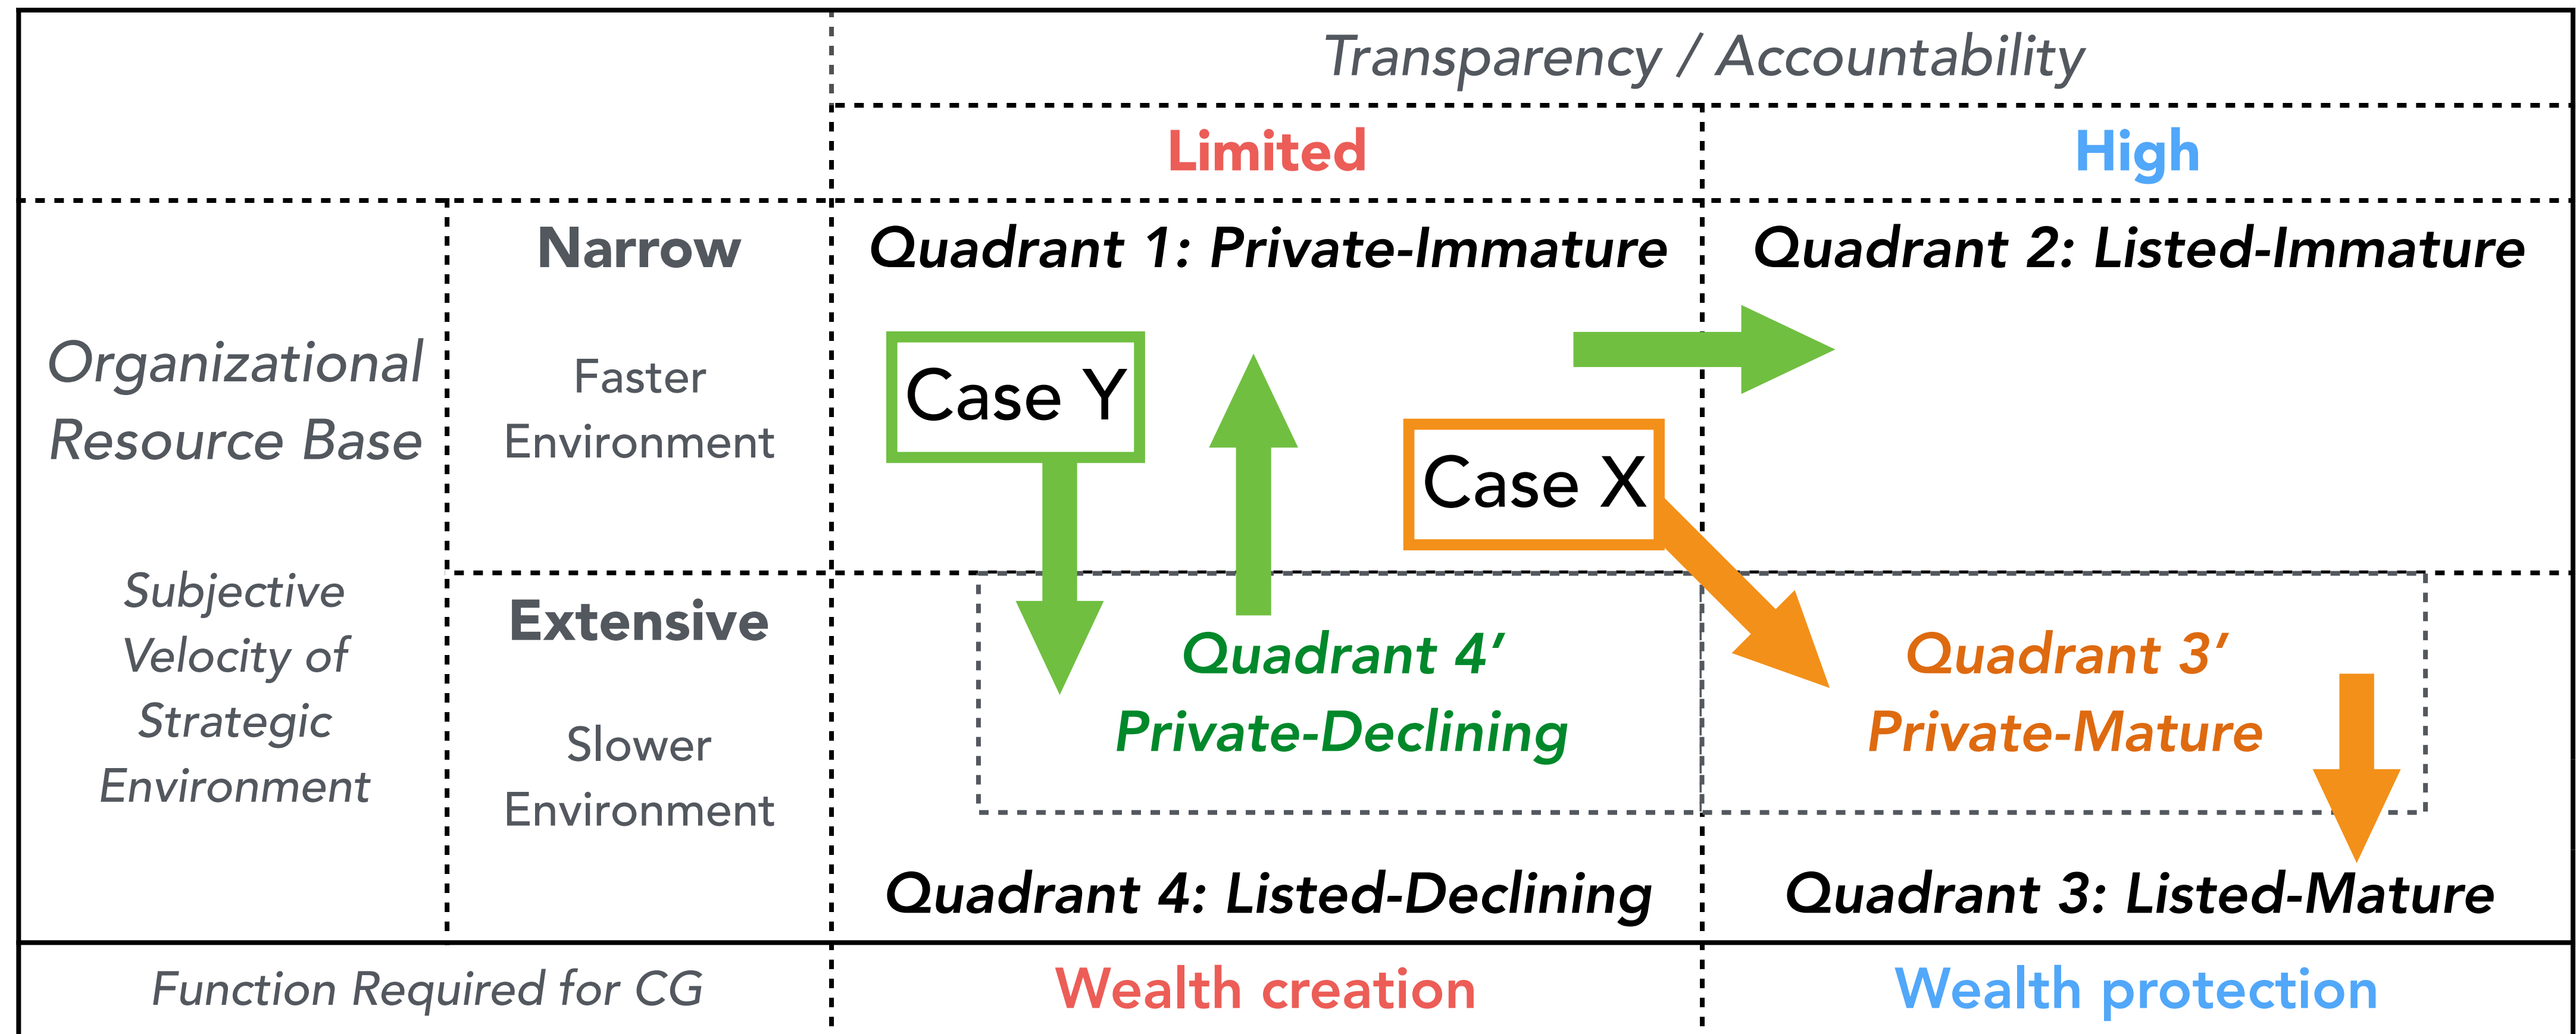 Transparency / Accountability
Limited
High
Organizational
Resource Base
Subjective
Velocity of
Strategic
Environment
Narrow
Faster
Environment
Quadrant 1: Private-Immature
Case Y
Case X
Quadrant 2: Listed-Immature
Extensive
Slower
Environment
Quadrant 4’
Private-Declining
Quadrant 4: Listed-Declining
Quadrant 3’
Private-Mature
Quadrant 3: Listed-Mature
Function Required for CG
Wealth creation
Wealth protection